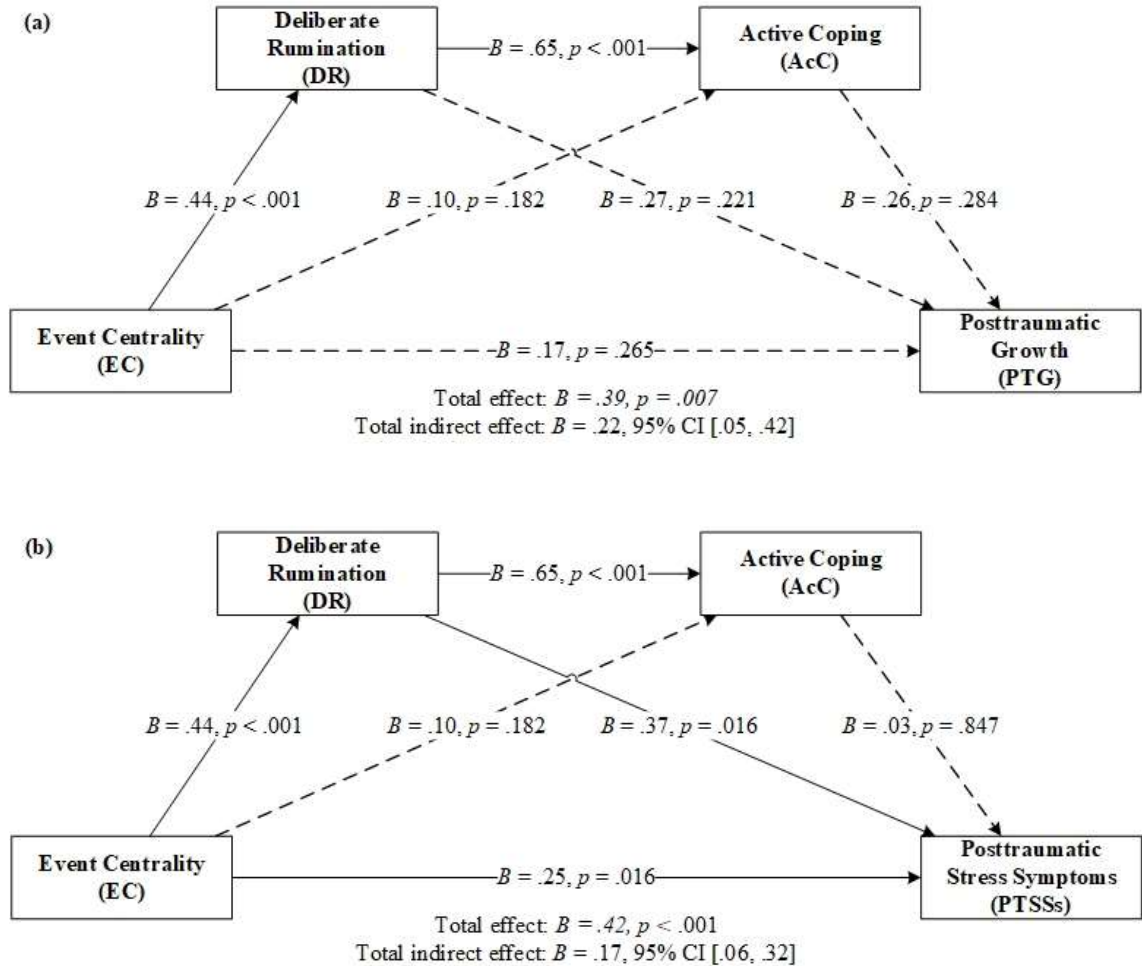 (a)
Deliberate
Rumination
(DR)
B = .65, p < .001
Active Coping
(AcC)
B = .44, p < .001
B = .10, p = .182
B = .27, p = .221
B = .26, p = .284
Event Centrality
(EC)
B = .17, p = .265
Posttraumatic
Growth
(PTG)
Total effect: B = .39, p = .007
Total indirect effect: B = .22, 95% CI [.05, .42]
(b)
Deliberate
Rumination
(DR)
B = .65, p < .001
Active Coping
(AcC)
B = .44, p < .001
B = .10, p = .182
B = .37, p = .016
B = .03, p = .847
Event Centrality
(EC)
B = .25, p = .016
Posttraumatic
Stress Symptoms
(PTSSs)
Total effect: B = .42, p < .001
Total indirect effect: B = .17, 95% CI [.06, .32]